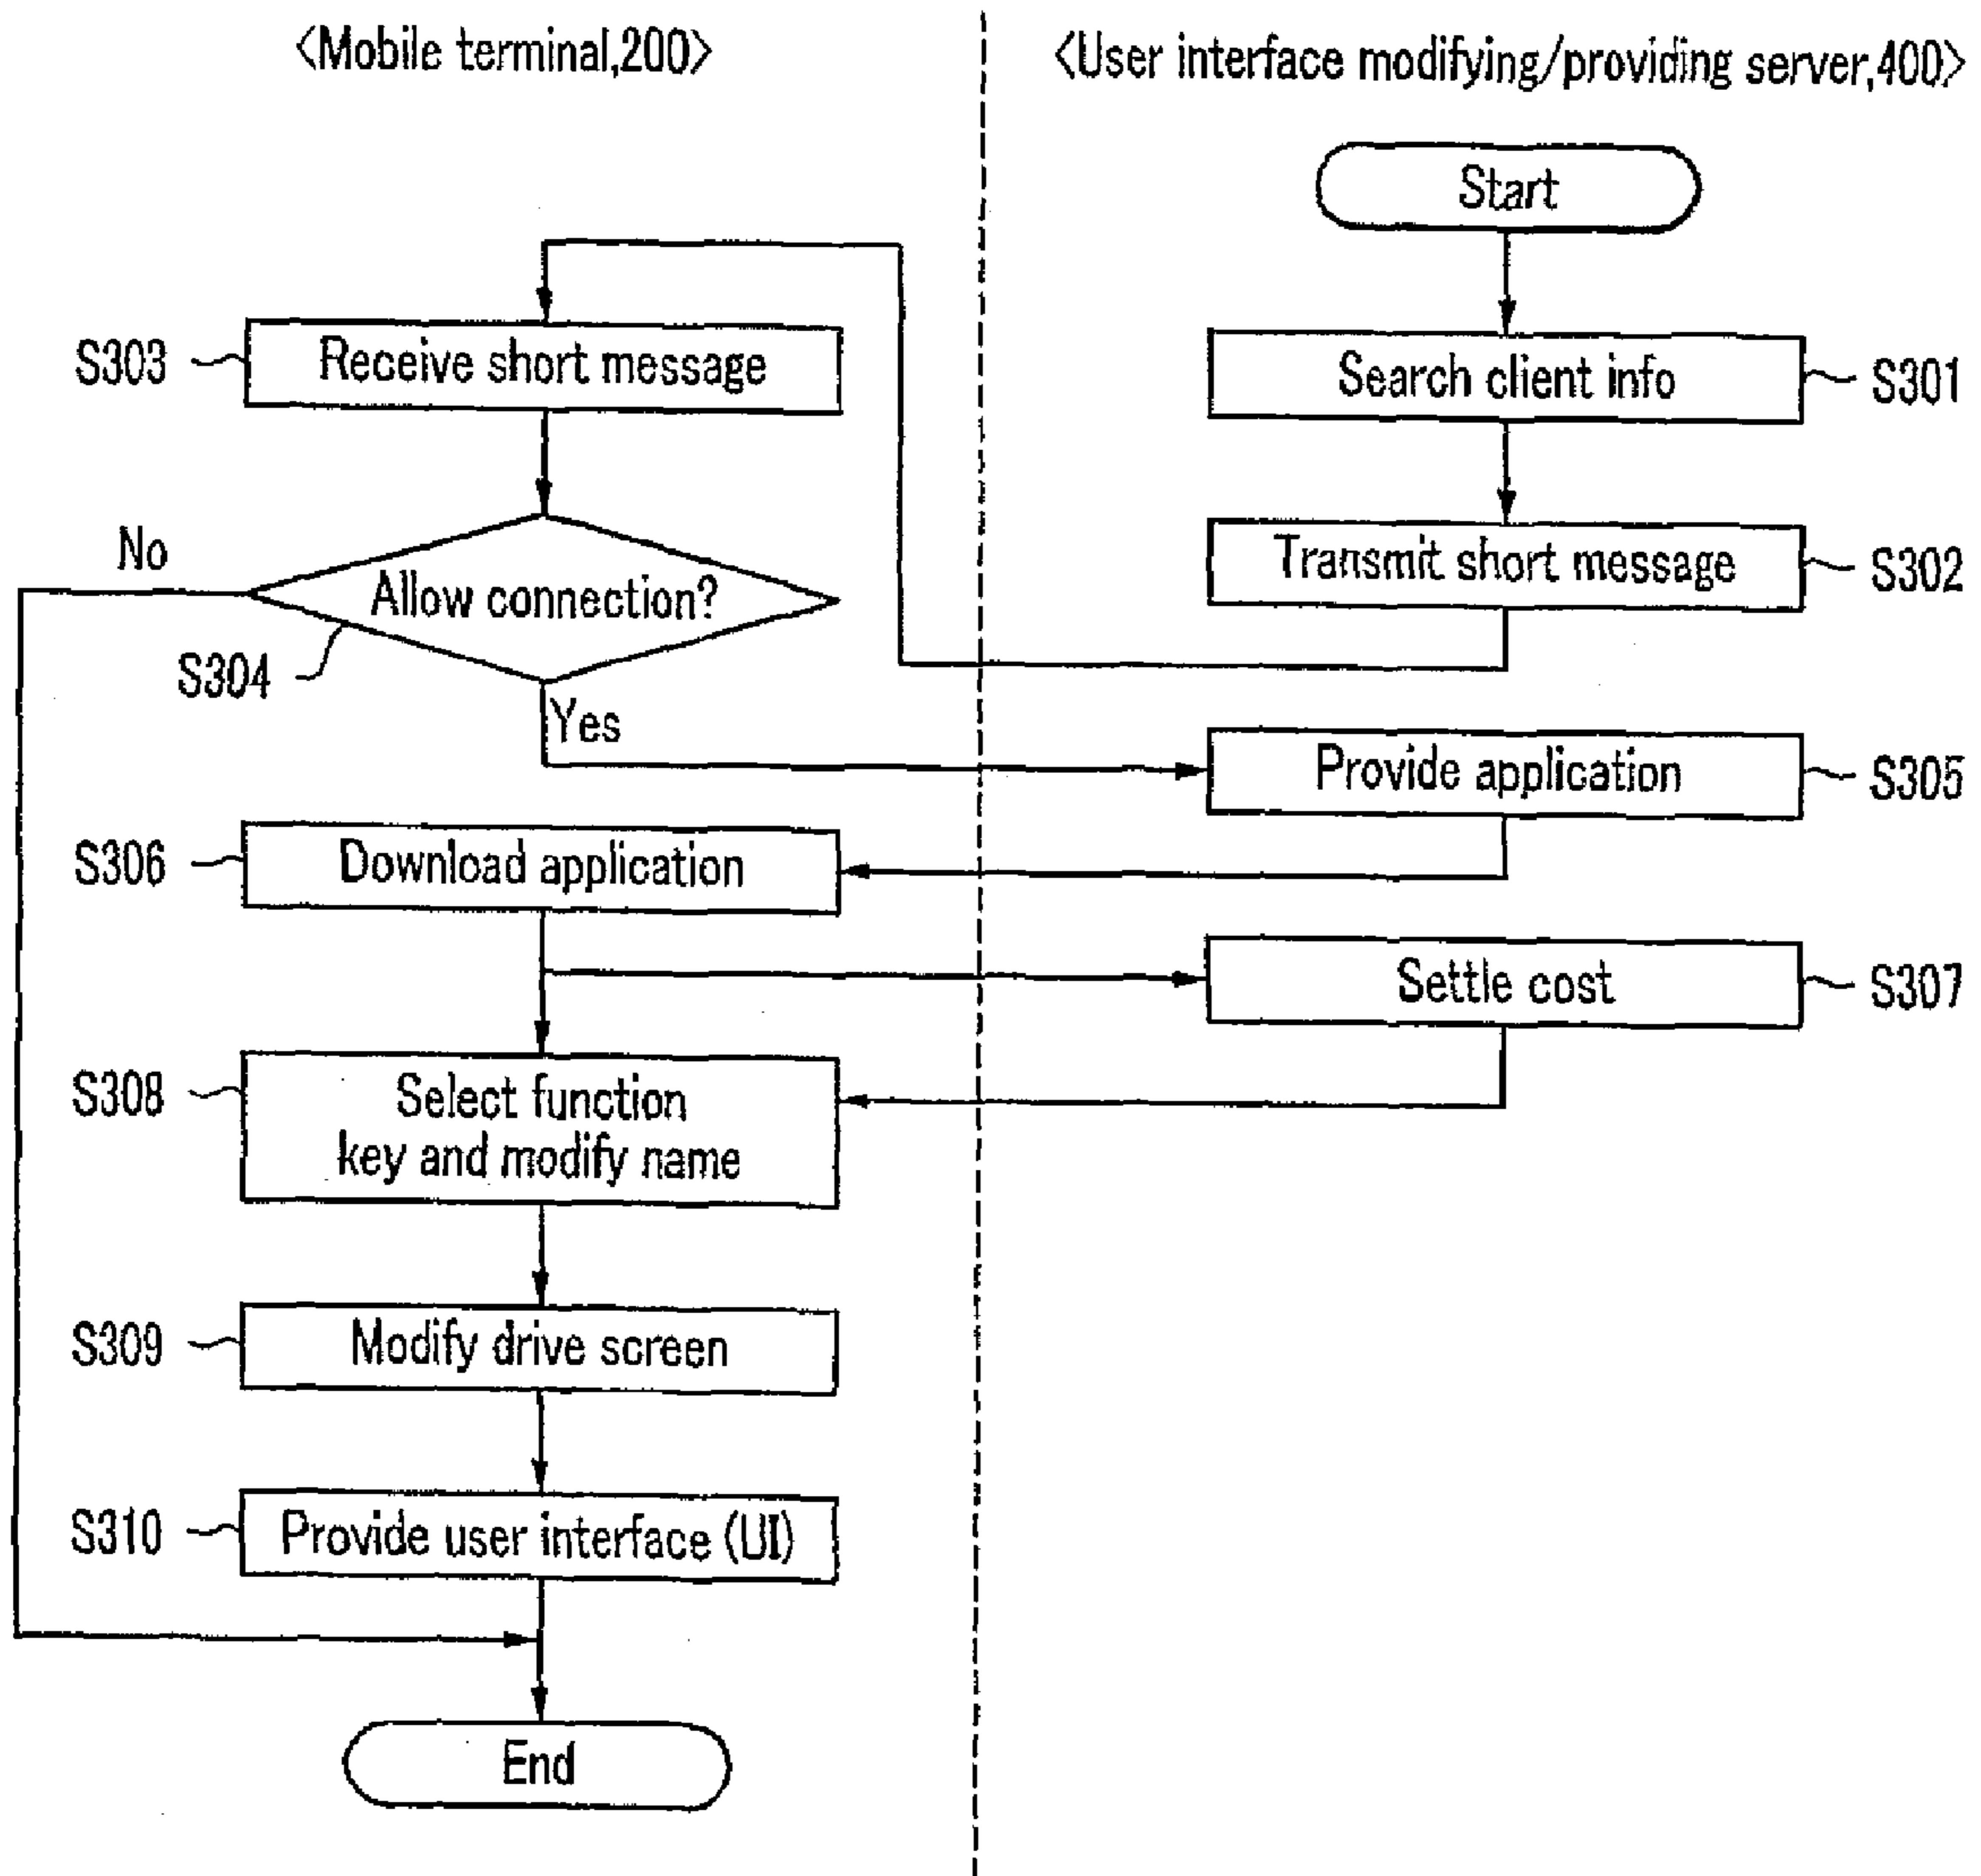 <Mobile terminal,200>
<User interface modifying/providing server,400>
Start
S303
Receive short message
Search client info
S301
No
Allow connection?
S304
Transmit short message
S302
Yes
Provide application
S305
S306
Download application
Settle cost
S307
S308
Select function
key and modify name
S309
Modify drive screen
S310
Provide user interface (UI)
End